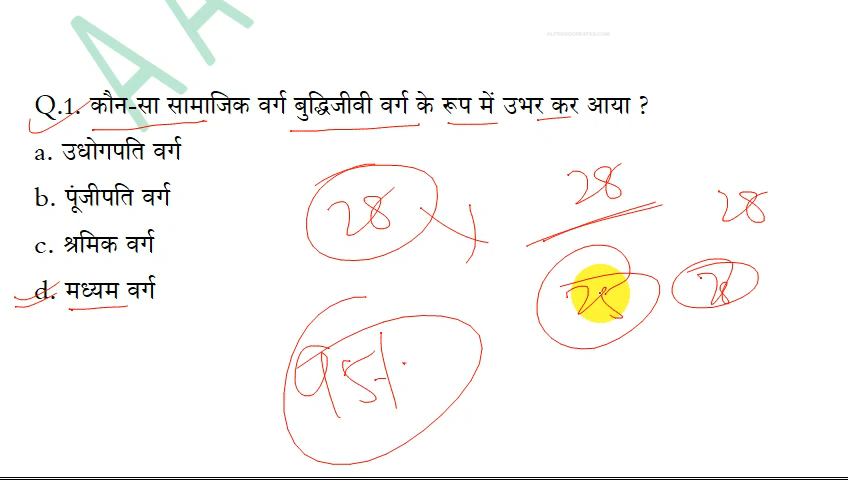 AA
Q.1. कौन-सा सामाजिक वर्ग बुद्धिजीवी वर्ग के रूप में उभर कर आया ?
a. उधोगपति वर्ग
b. पूंजीपति वर्ग
c. श्रमिक वर्ग
d. मध्यम वर्ग
28 28 28